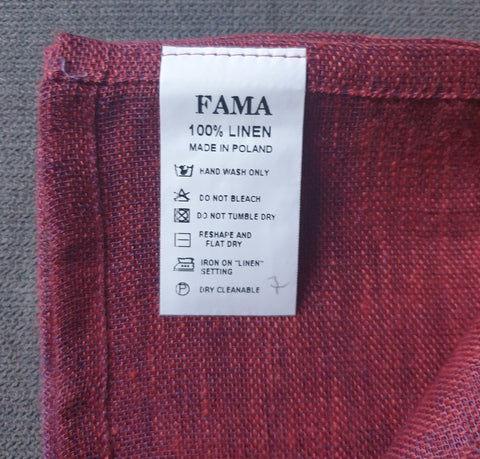 FAMA
100% LINEN
MADE IN POLAND
HAND WASH ONLY
DO NOT BLEACH
DO NOT TUMBLE DRY
RESHAPE AND
FLAT DRY
IRON ON "LINEN"
SETTING
P DRY CLEANABLE 7